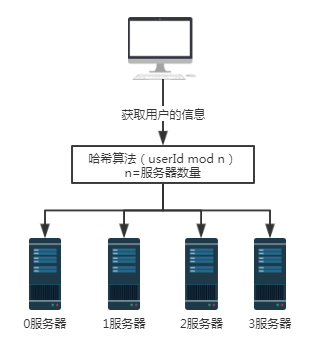 获取用户的信息
哈希算法（userId mod n）
n=服务器数量
0服务器
1服务器
2服务器
3服务器